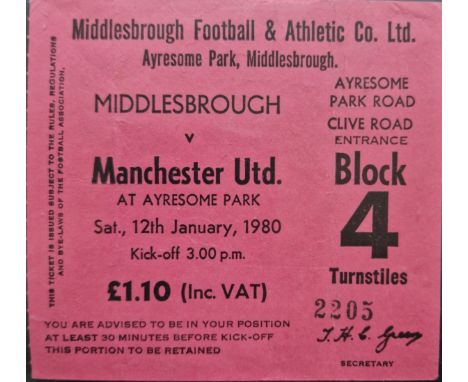 Middlesbrough Football & Athletic Co. Ltd.
Ayresome Park, Middlesbrough.
THIS TICKET IS ISSUED SUBJECT TO THE RULES, REGULATIONS
AND BYE-LAWS OF THE FOOTBALL ASSOCIATION.
MIDDLESBROUGH
v
Manchester Utd.
AT AYRESOME PARK
Sat., 12th January, 1980
Kick-off 3.00 p.m.
£1.10 (Inc. VAT)
YOU ARE ADVISED TO BE IN YOUR POSITION
AT LEAST 30 MINUTES BEFORE KICK-OFF
THIS PORTION TO BE RETAINED
AYRESOME
PARK ROAD
CLIVE ROAD
ENTRANCE
Block
4
Turnstiles
2205
T.H.C. Green
SECRETARY